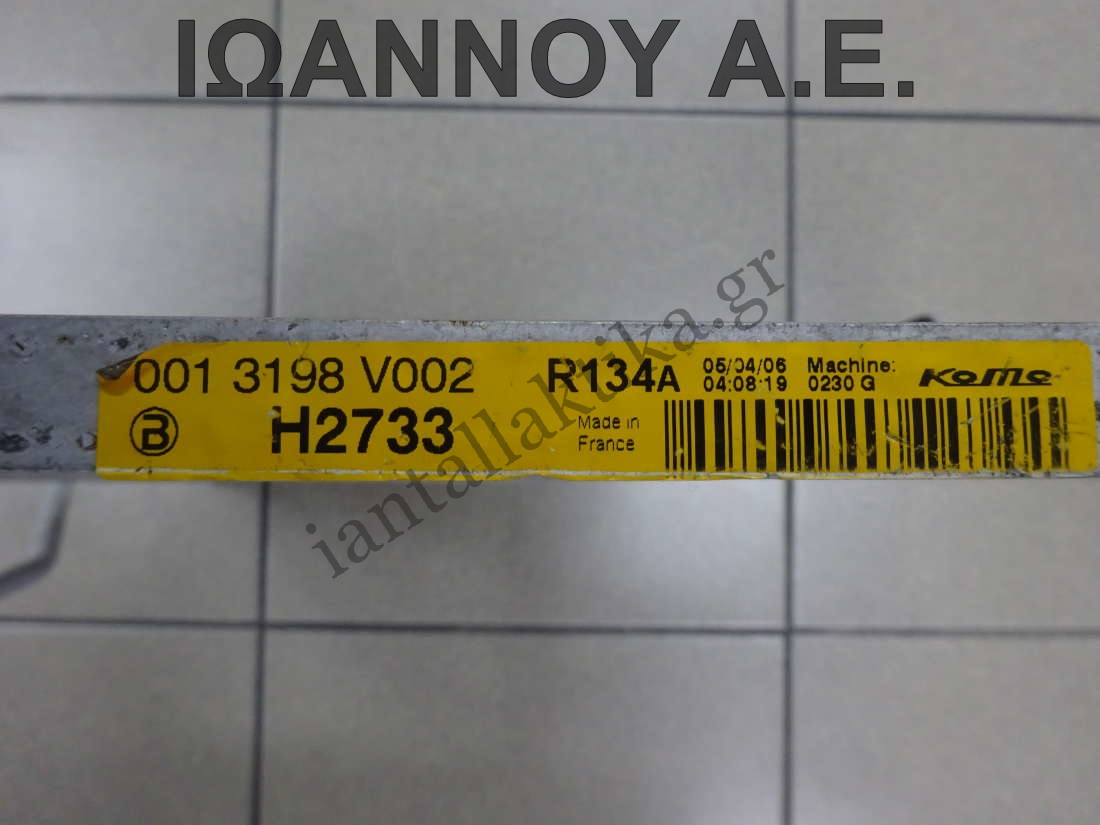 ΙΩΑΝΝΟΥ Α.Ε.
iantallaktika.gr
001 3198 V002
B
H2733
R134A
Made in
France
05/04/06
04:08:19
Machine:
0230 G
KoMo